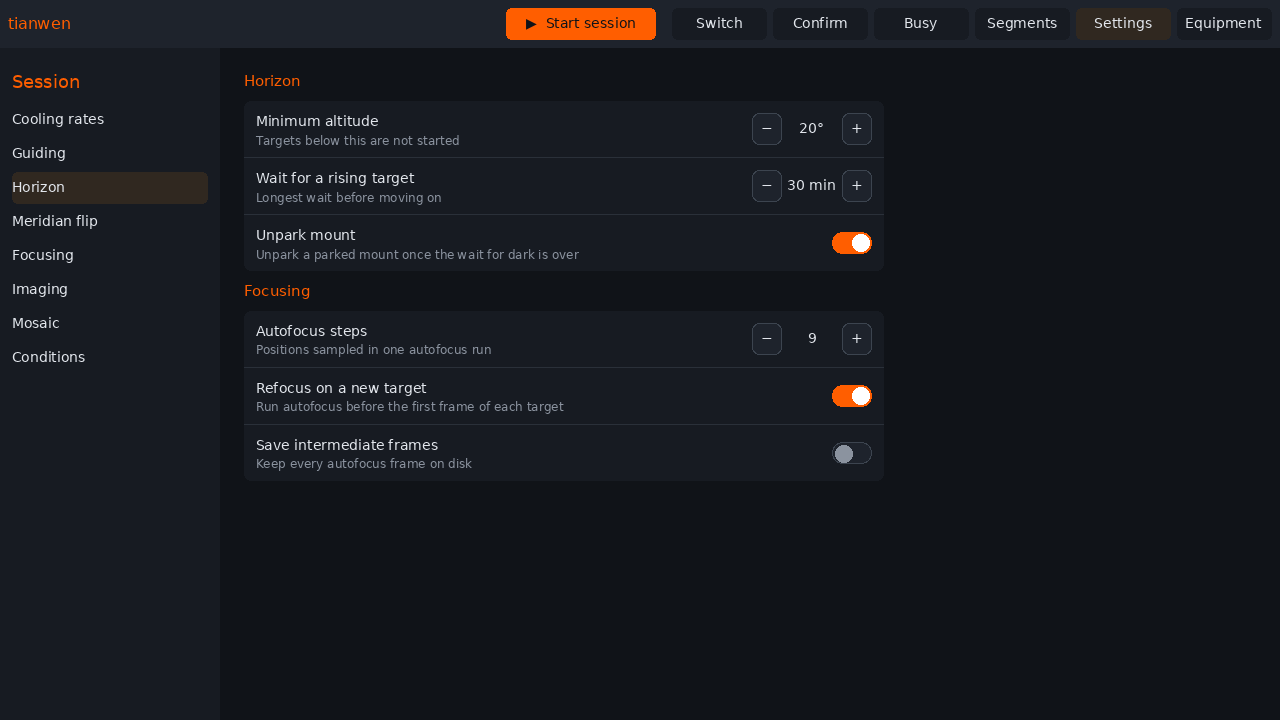 tianwen
▶ Start session
Switch
Confirm
Busy
Segments
Settings
Equipment
Session
Cooling rates
Guiding
Horizon
Meridian flip
Focusing
Imaging
Mosaic
Conditions
Horizon
Minimum altitude
Targets below this are not started
− 20° +
Wait for a rising target
Longest wait before moving on
− 30 min +
Unpark mount
Unpark a parked mount once the wait for dark is over
Focusing
Autofocus steps
Positions sampled in one autofocus run
− 9 +
Refocus on a new target
Run autofocus before the first frame of each target
Save intermediate frames
Keep every autofocus frame on disk